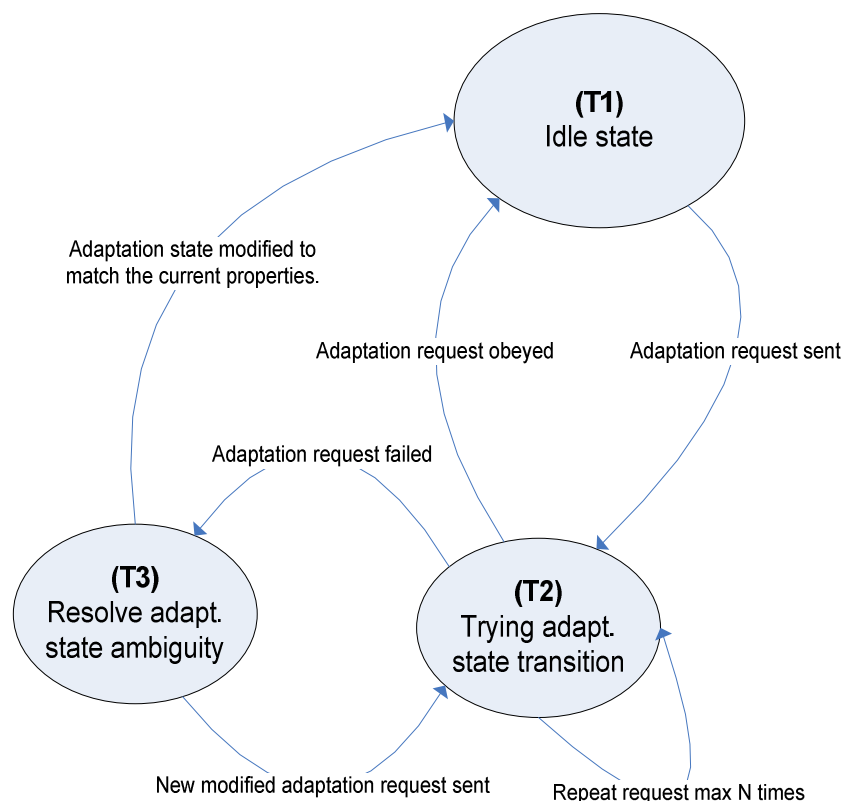 (T1)
Idle state
Adaptation state modified to
match the current properties.
Adaptation request obeyed
Adaptation request sent
Adaptation request failed
(T3)
Resolve adapt.
state ambiguity
(T2)
Trying adapt.
state transition
New modified adaptation request sent
Repeat request max N times